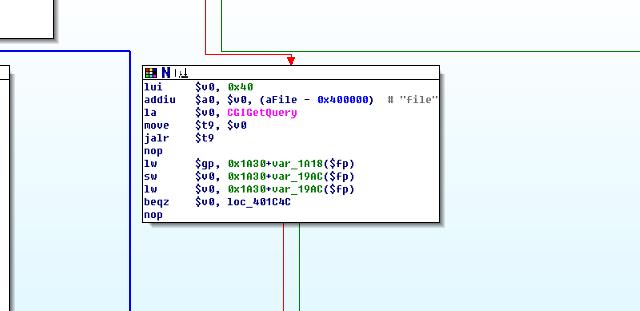 lui $v0, 0x40
addiu $a0, $v0, (aFile - 0x400000) # "file"
la $v0, CGIGetQuery
move $t9, $v0
jalr $t9
nop
lw $gp, 0x1A30+var_1A18($fp)
sw $v0, 0x1A30+var_19AC($fp)
lw $v0, 0x1A30+var_19AC($fp)
beqz $v0, loc_401C4C
nop